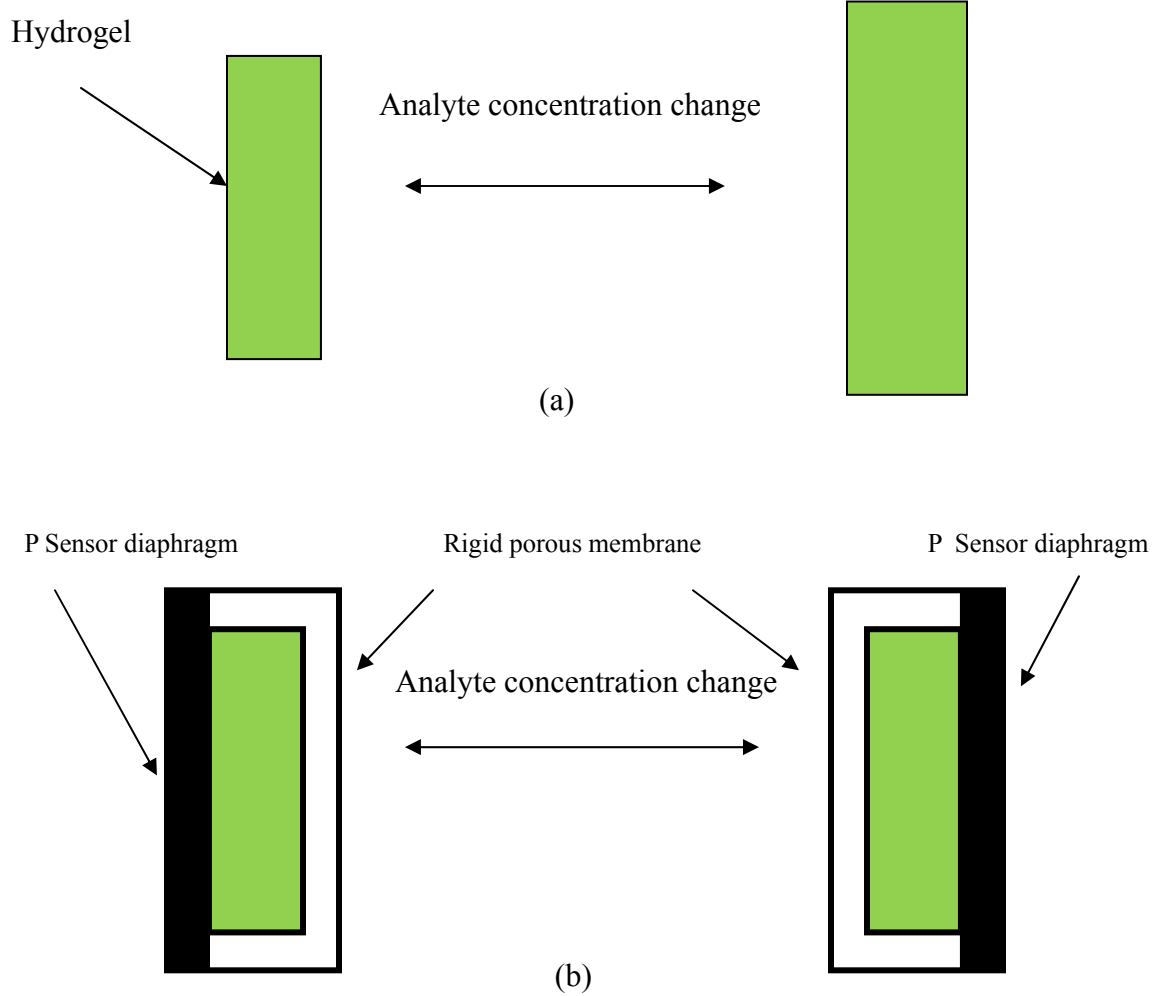 Hydrogel
Analyte concentration change
(a)
P Sensor diaphragm
Rigid porous membrane
P  Sensor diaphragm
Analyte concentration change
(b)